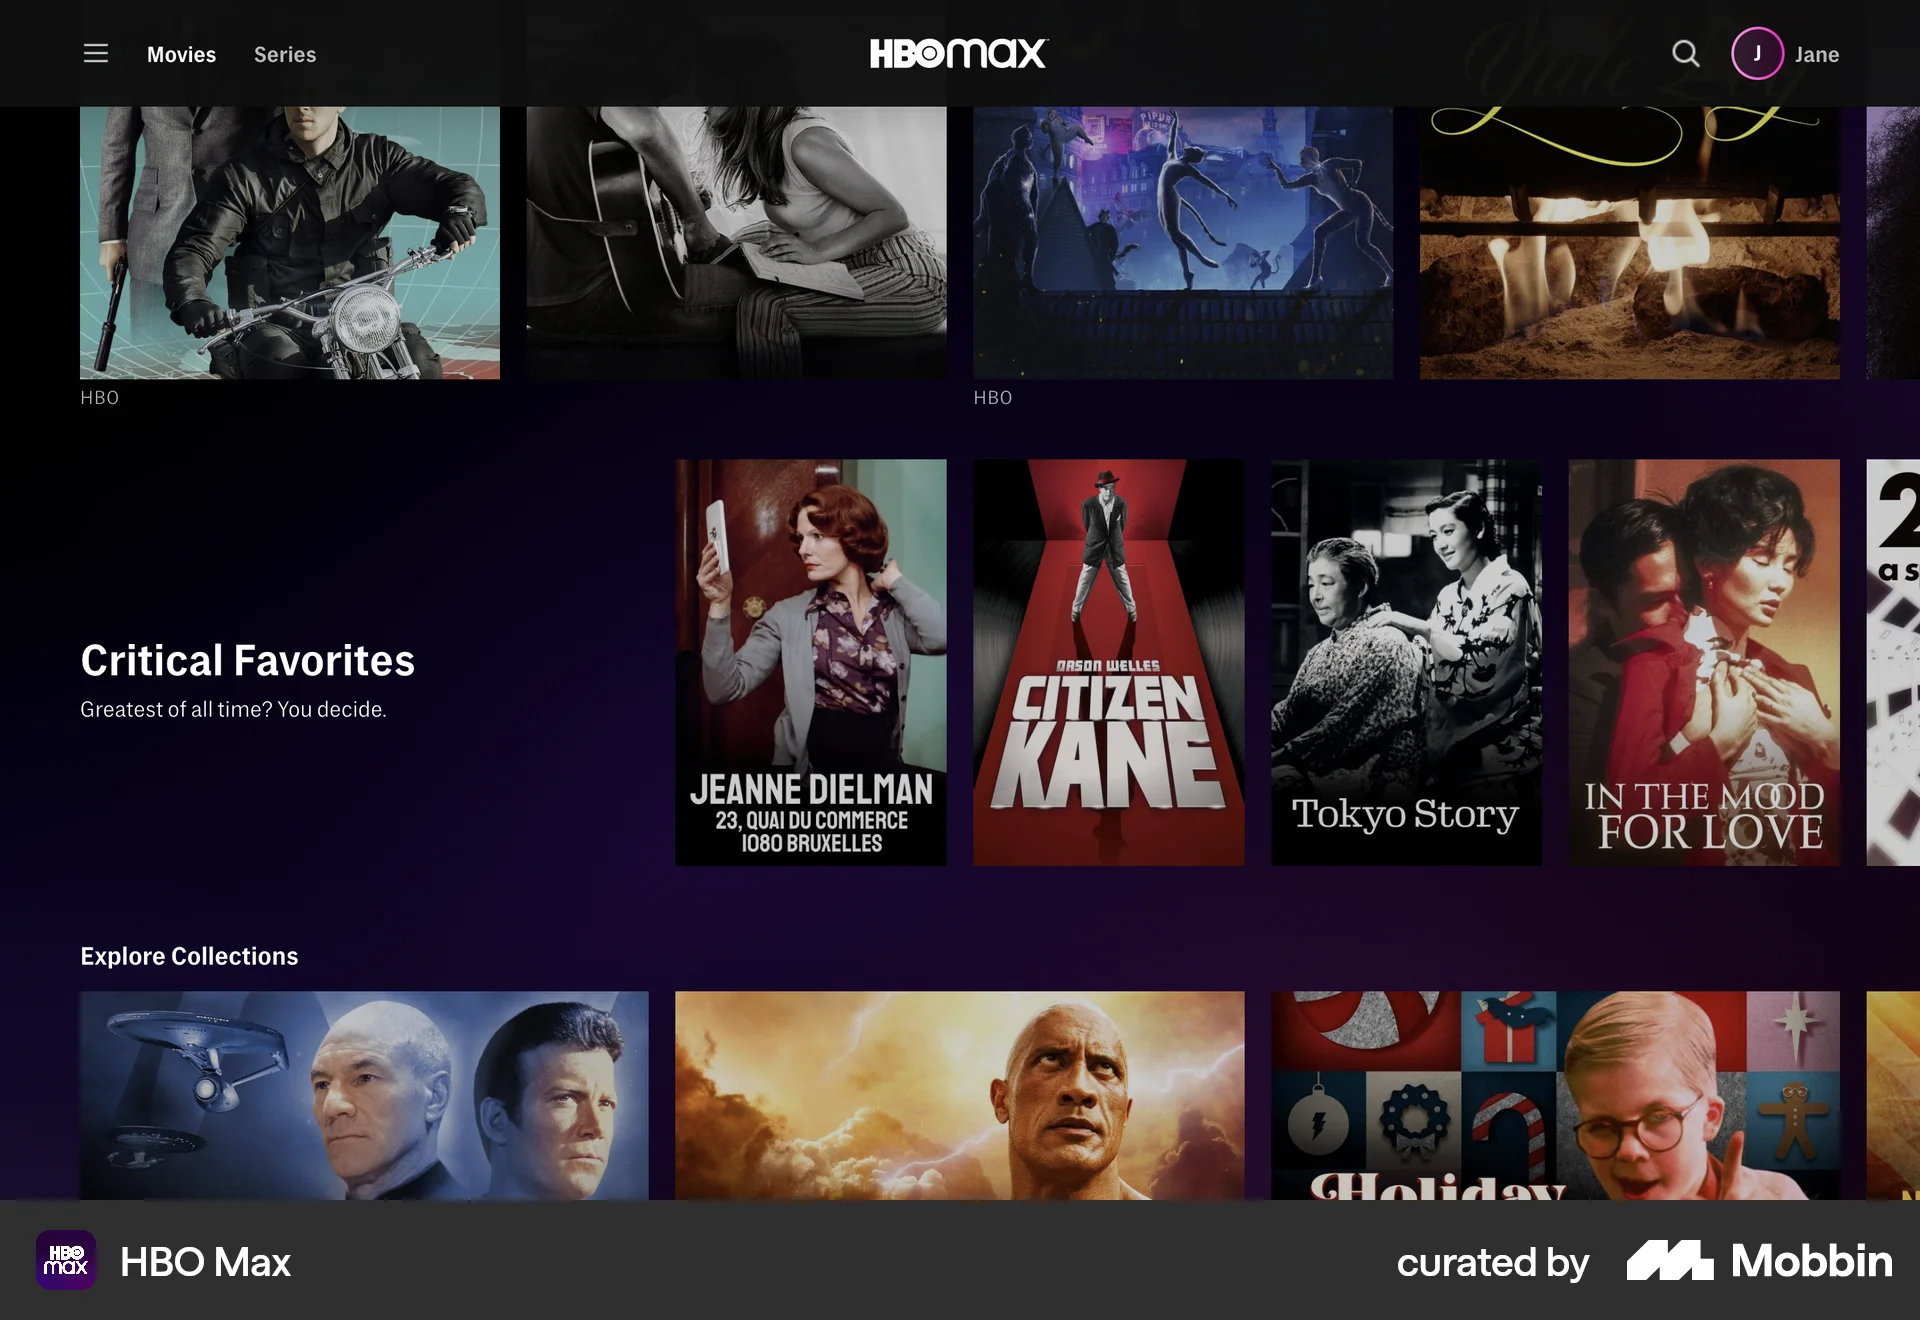 Movies
Series
HBOmax
J
Jane
HBO
HBO
Critical Favorites
Greatest of all time? You decide.
JEANNE DIELMAN
23, QUAI DU COMMERCE
1080 BRUXELLES
ORSON WELLES
CITIZEN
KANE
Tokyo Story
IN THE MOOD
FOR LOVE
2
a s
Explore Collections
Holiday
HBO
max
HBO Max
curated by
Mobbin